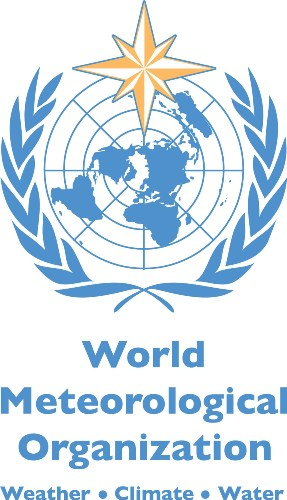 World
Meteorological
Organization
Weather • Climate • Water